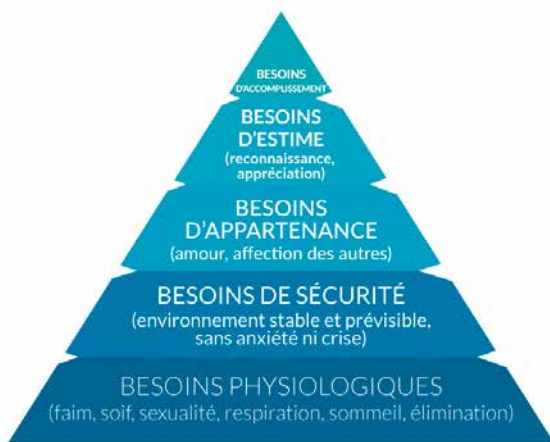 BESOINS
D'ACCOMPLISSEMENT
BESOINS
D'ESTIME
(reconnaissance,
appréciation)
BESOINS
D'APPARTENANCE
(amour, affection des autres)
BESOINS DE SÉCURITÉ
(environnement stable et prévisible,
sans anxiété ni crise)
BESOINS PHYSIOLOGIQUES
(faim, soif, sexualité, respiration, sommeil, élimination)